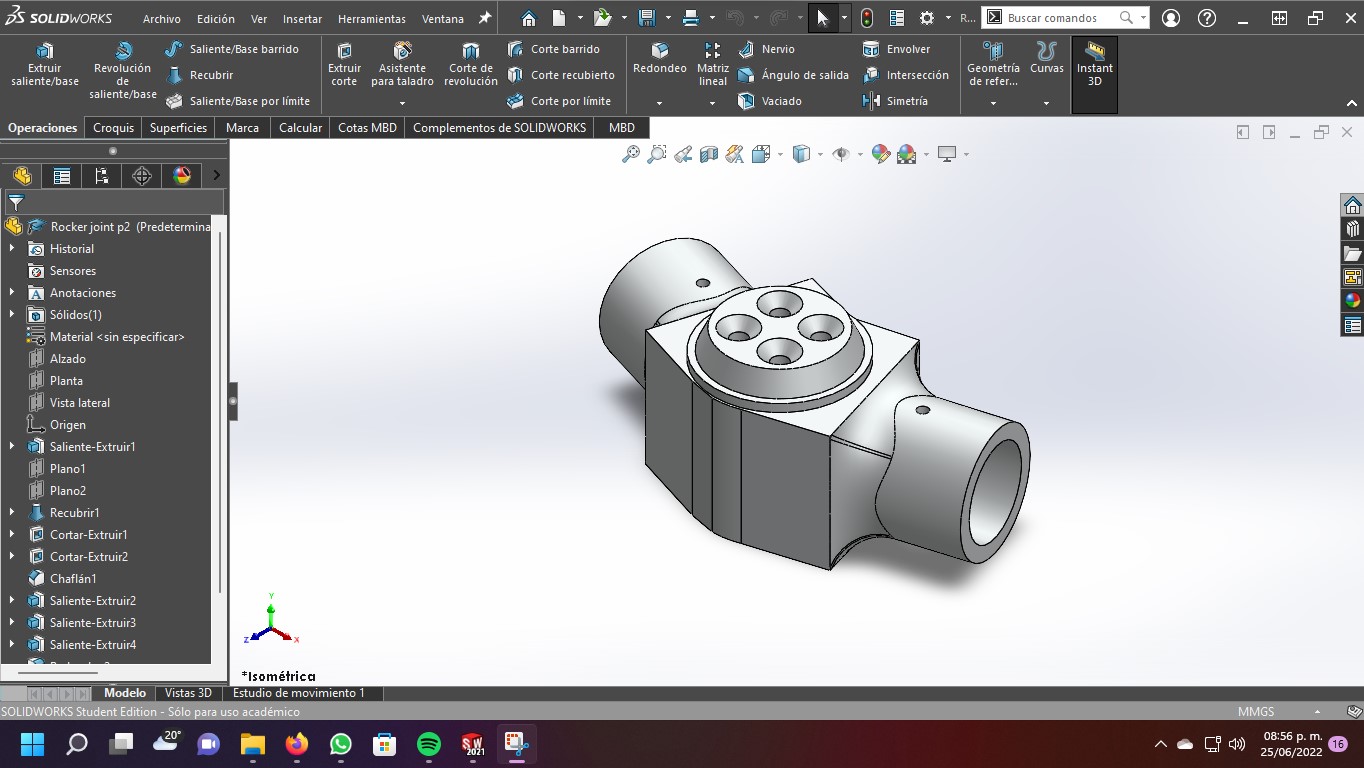 SOLIDWORKS Archivo Edición Ver Insertar Herramientas Ventana R... Buscar comandos
Extruir saliente/base
Revolución de saliente/base
Saliente/Base barrido
Recubrir
Saliente/Base por límite
Extruir corte
Asistente para taladro
Corte de revolución
Corte barrido
Corte recubierto
Corte por límite
Redondeo
Matriz lineal
Nervio
Ángulo de salida
Vaciado
Envolver
Intersección
Simetría
Geometría de refer...
Curvas
Instant 3D
Operaciones Croquis Superficies Marca Calcular Cotas MBD Complementos de SOLIDWORKS MBD
Rocker joint p2 (Predetermina
Historial
Sensores
Anotaciones
Sólidos(1)
Material <sin especificar>
Alzado
Planta
Vista lateral
Origen
Saliente-Extruir1
Plano1
Plano2
Recubrir1
Cortar-Extruir1
Cortar-Extruir2
Chaflán1
Saliente-Extruir2
Saliente-Extruir3
Saliente-Extruir4
Y
Z X
*Isométrica
Modelo Vistas 3D Estudio de movimiento 1
SOLIDWORKS Student Edition - Sólo para uso académico MMGS
20° SW 2021 08:56 p. m.
25/06/2022 16